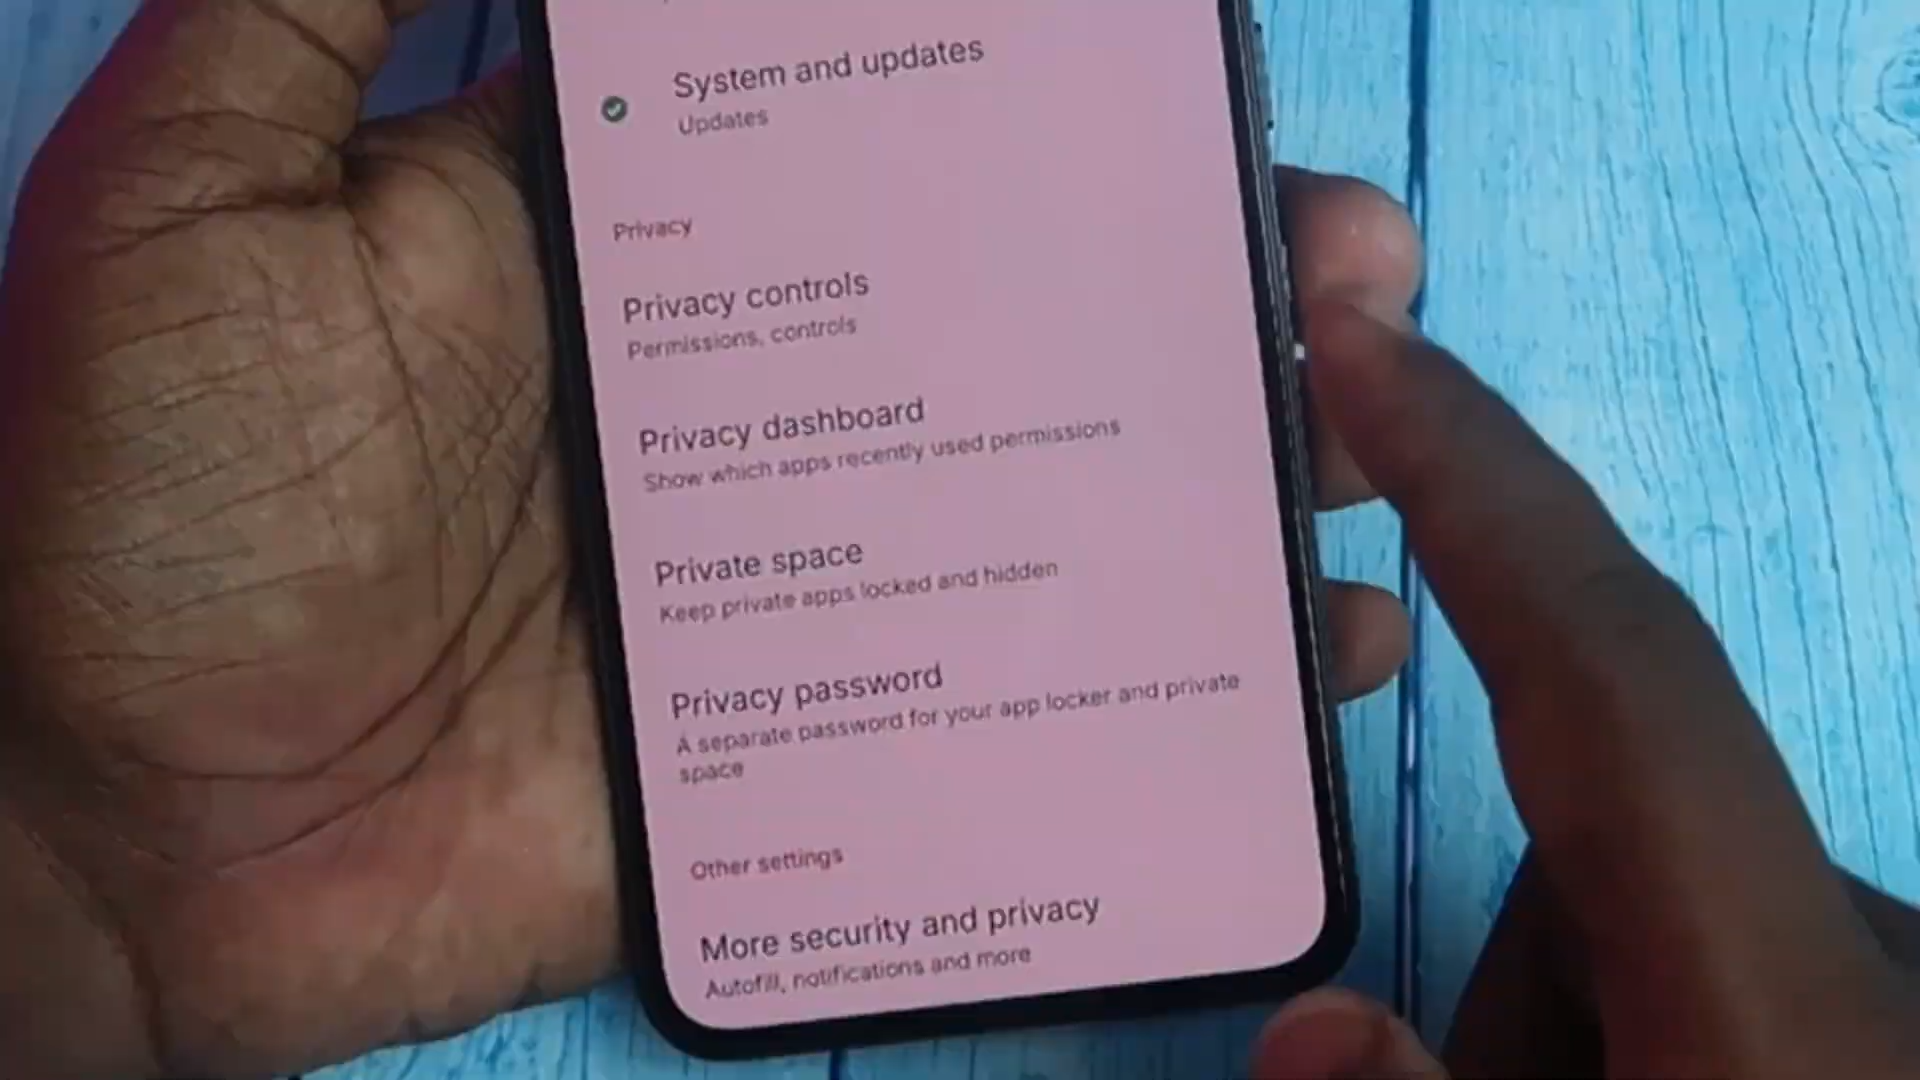 System and updates
Updates
Privacy
Privacy controls
Permissions, controls
Privacy dashboard
Show which apps recently used permissions
Private space
Keep private apps locked and hidden
Privacy password
A separate password for your app locker and private
space
Other settings
More security and privacy
Autofill, notifications and more